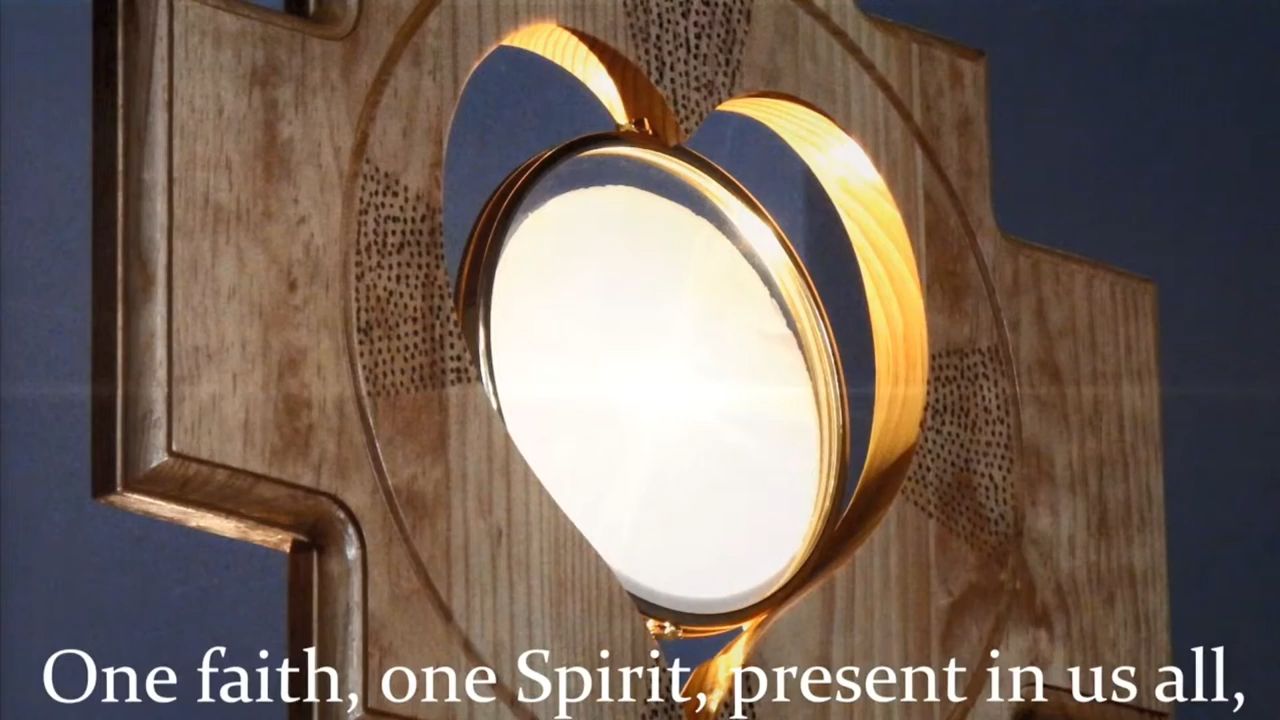 One faith, one Spirit, present in us all,